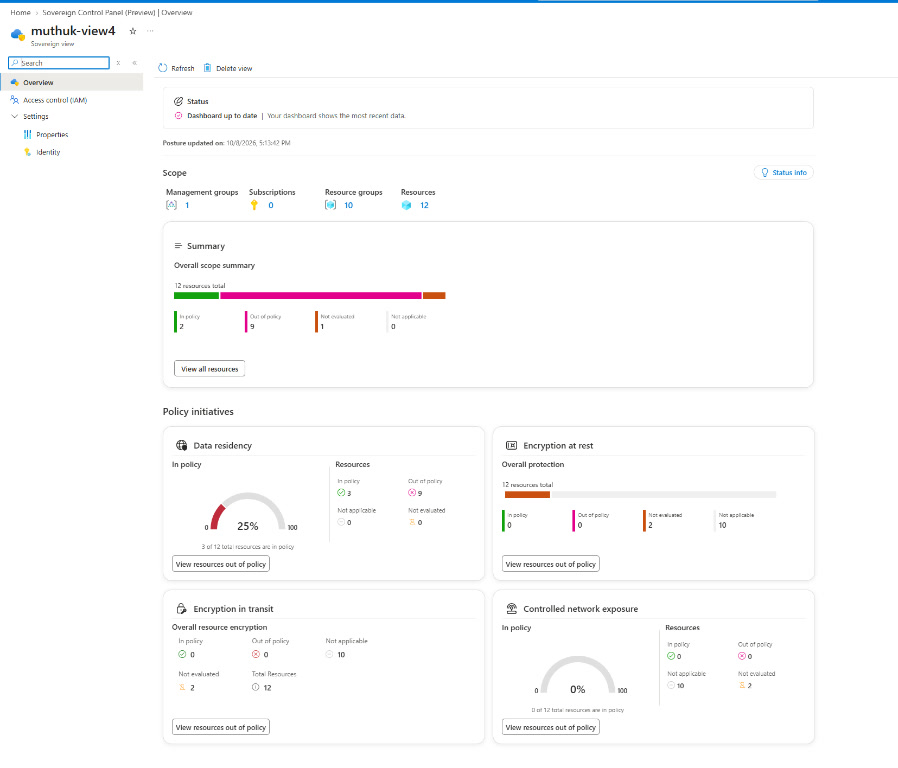 Home › Sovereign Control Panel (Preview) | Overview
muthuk-view4
Sovereign view
Search
Overview
Access control (IAM)
Settings
Properties
Identity
Refresh
Delete view
Status
Dashboard up to date | Your dashboard shows the most recent data.
Posture updated on: 10/8/2026, 5:13:42 PM
Scope
Status info
Management groups Subscriptions Resource groups Resources
1 0 10 12
Summary
Overall scope summary
12 resources total
In policy Out of policy Not evaluated Not applicable
2 9 1 0
View all resources
Policy initiatives
Data residency
In policy
0 25% 100
3 of 12 total resources are in policy
Resources
In policy Out of policy
3 9
Not applicable Not evaluated
0 0
View resources out of policy
Encryption at rest
Overall protection
12 resources total
In policy Out of policy Not evaluated Not applicable
0 0 2 10
View resources out of policy
Encryption in transit
Overall resource encryption
In policy Out of policy Not applicable
0 0 10
Not evaluated Total Resources
2 12
View resources out of policy
Controlled network exposure
In policy
0 0% 100
0 of 12 total resources are in policy
Resources
In policy Out of policy
0 0
Not applicable Not evaluated
10 2
View resources out of policy